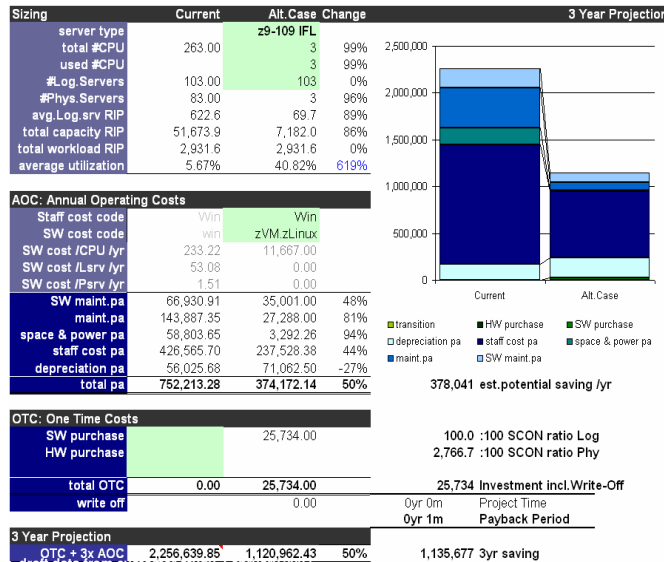 Sizing Current Alt.Case Change 3 Year Projection
server type z9-109 IFL
total #CPU 263.00 3 99%
used #CPU 3 99%
#Log.Servers 103.00 103 0%
#Phys.Servers 83.00 3 96%
avg.Log.srv RIP 622.6 69.7 89%
total capacity RIP 51,673.9 7,182.0 86%
total workload RIP 2,931.6 2,931.6 0%
average utilization 5.67% 40.82% 619%
2,500,000
2,000,000
1,500,000
1,000,000
500,000
0
Current Alt.Case
transition HW purchase SW purchase
depreciation pa staff cost pa space & power pa
maint.pa SW maint.pa
AOC: Annual Operating Costs
Staff cost code Win Win
SW cost code win zVM.zLinux
SW cost /CPU /yr 233.22 11,667.00
SW cost /Lsrv /yr 53.08 0.00
SW cost /Psrv /yr 1.51 0.00
SW maint.pa 66,930.91 35,001.00 48%
maint.pa 143,887.35 27,288.00 81%
space & power pa 58,803.65 3,292.26 94%
staff cost pa 426,565.70 237,528.38 44%
depreciation pa 56,025.68 71,062.50 -27%
total pa 752,213.28 374,172.14 50% 378,041 est.potential saving /yr
OTC: One Time Costs
SW purchase 25,734.00 100.0 :100 SCON ratio Log
HW purchase 2,766.7 :100 SCON ratio Phy
total OTC 0.00 25,734.00 25,734 Investment incl.Write-Off
write off 0.00 0yr 0m Project Time
0yr 1m Payback Period
3 Year Projection
OTC + 3x AOC 2,256,639.85 1,120,962.43 50% 1,135,677 3yr saving